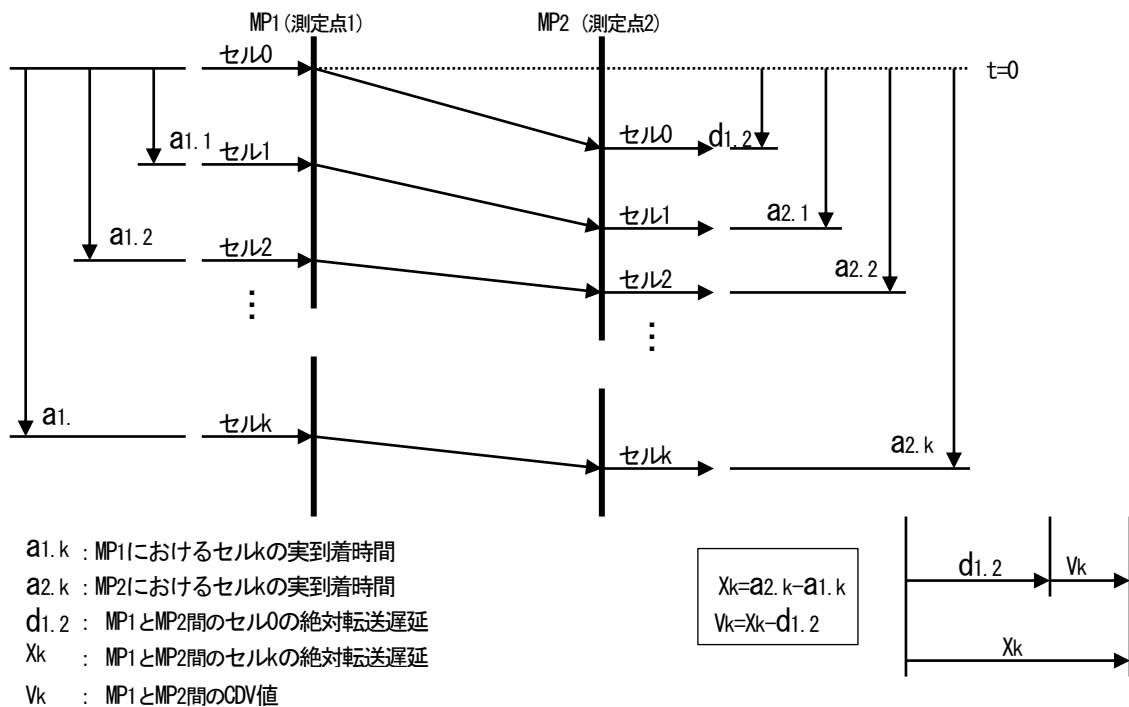 MP1(測定点1)
MP2 (測定点2)
セル0
t=0
a1.1
セル1
セル0
d1.2
a1.2
セル2
セル1
a2.1
セル2
a2.2
⋮
⋮
a1.
セルk
セルk
a2.k
a1.k :MP1におけるセルkの実到着時間
a2.k :MP2におけるセルkの実到着時間
d1.2 : MP1とMP2間のセル0の絶対転送遅延
Xk : MP1とMP2間のセルkの絶対転送遅延
Vk : MP1とMP2間のCDV値
Xk=a2.k-a1.k
Vk=Xk-d1.2
d1.2
Vk
Xk